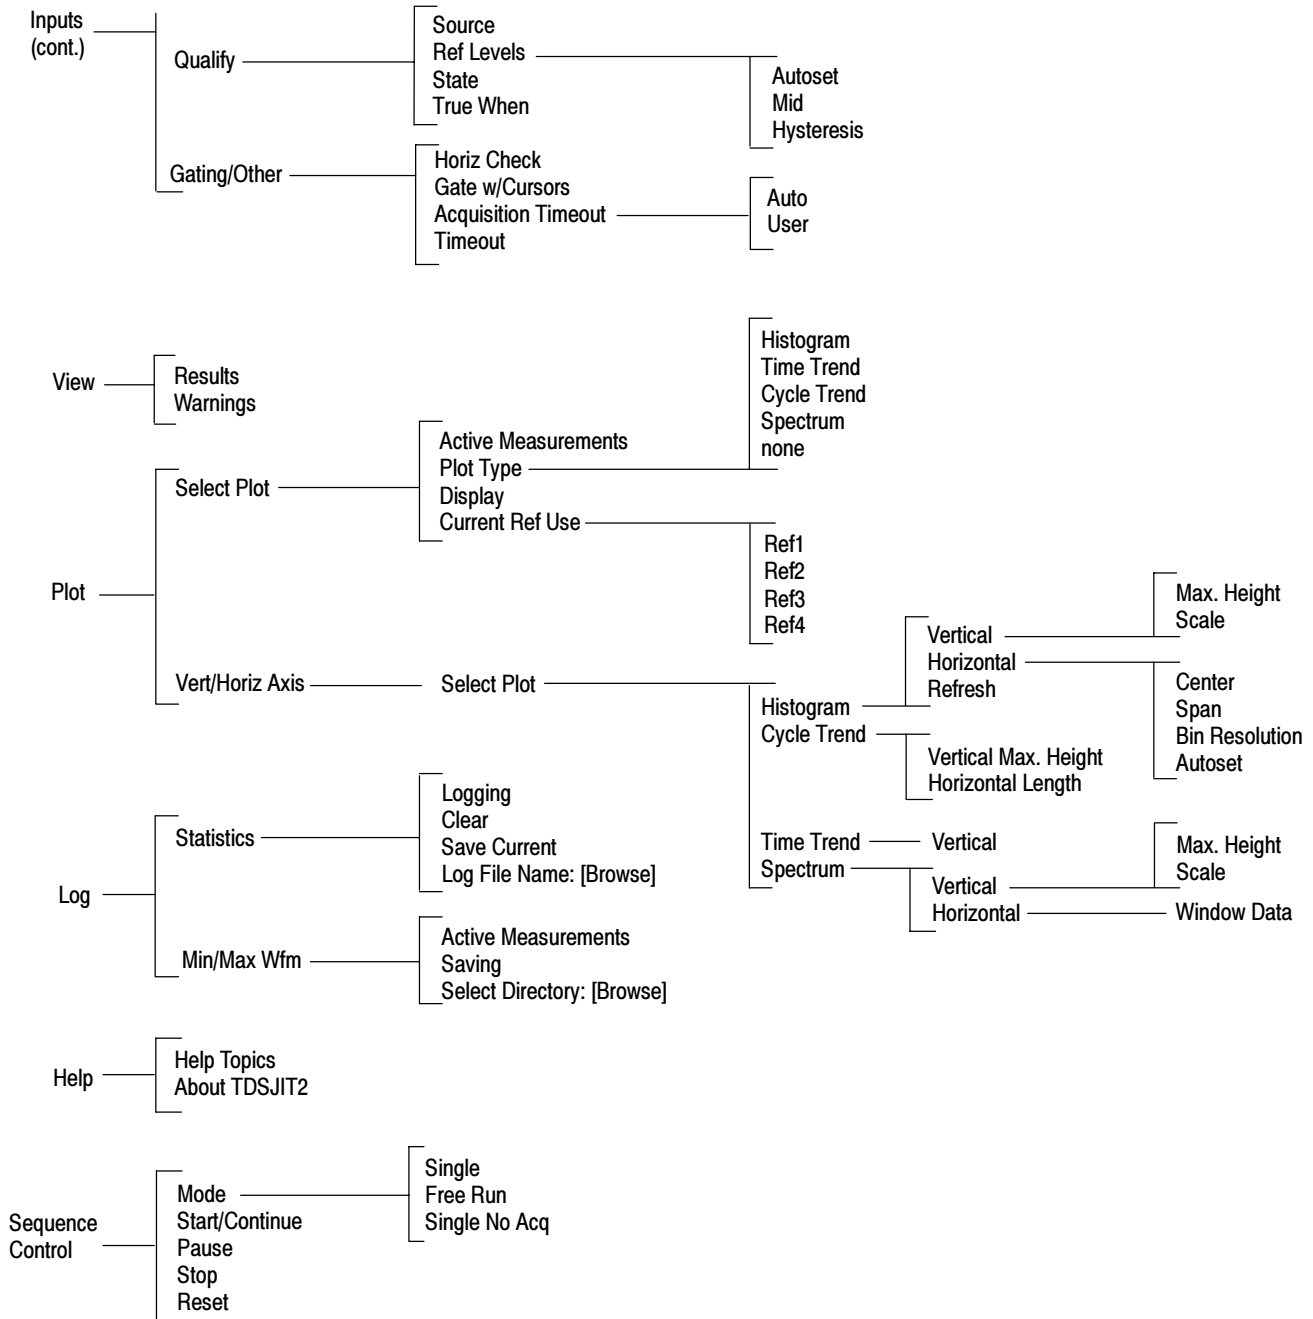 Inputs
(cont.)
Qualify
Source
Ref Levels
State
True When
Autoset
Mid
Hysteresis
Gating/Other
Horiz Check
Gate w/Cursors
Acquisition Timeout
Timeout
Auto
User
View
Results
Warnings
Plot
Select Plot
Active Measurements
Plot Type
Display
Current Ref Use
Histogram
Time Trend
Cycle Trend
Spectrum
none
Ref1
Ref2
Ref3
Ref4
Vert/Horiz Axis
Select Plot
Histogram
Cycle Trend
Vertical
Horizontal
Refresh
Max. Height
Scale
Center
Span
Bin Resolution
Autoset
Vertical Max. Height
Horizontal Length
Time Trend
Spectrum
Vertical
Vertical
Horizontal
Max. Height
Scale
Window Data
Log
Statistics
Logging
Clear
Save Current
Log File Name: [Browse]
Min/Max Wfm
Active Measurements
Saving
Select Directory: [Browse]
Help
Help Topics
About TDSJIT2
Sequence
Control
Mode
Start/Continue
Pause
Stop
Reset
Single
Free Run
Single No Acq